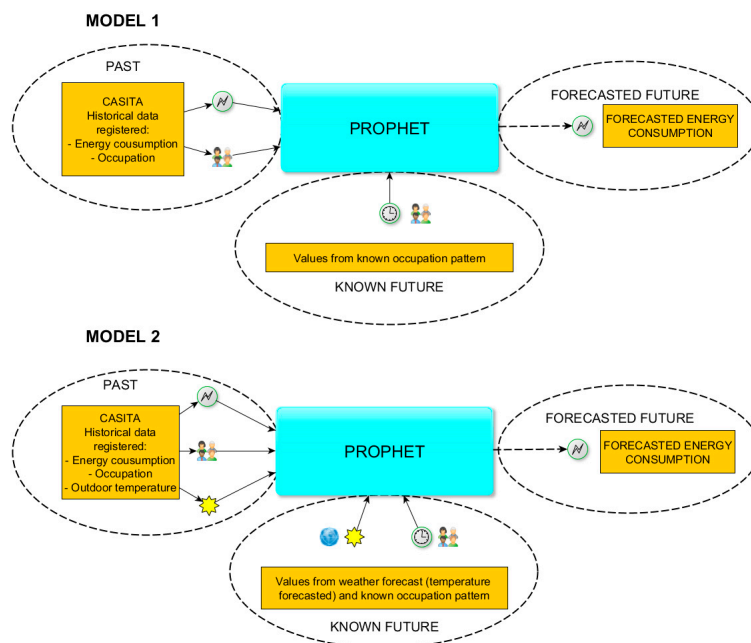 MODEL 1
PAST
CASITA
Historical data
registered:
- Energy cousumption
- Occupation
PROPHET
FORECASTED FUTURE
FORECASTED ENERGY
CONSUMPTION
Values from known occupation pattern
KNOWN FUTURE
MODEL 2
PAST
CASITA
Historical data
registered:
- Energy cousumption
- Occupation
- Outdoor temperature
PROPHET
FORECASTED FUTURE
FORECASTED ENERGY
CONSUMPTION
Values from weather forecast (temperature
forecasted) and known occupation pattern
KNOWN FUTURE